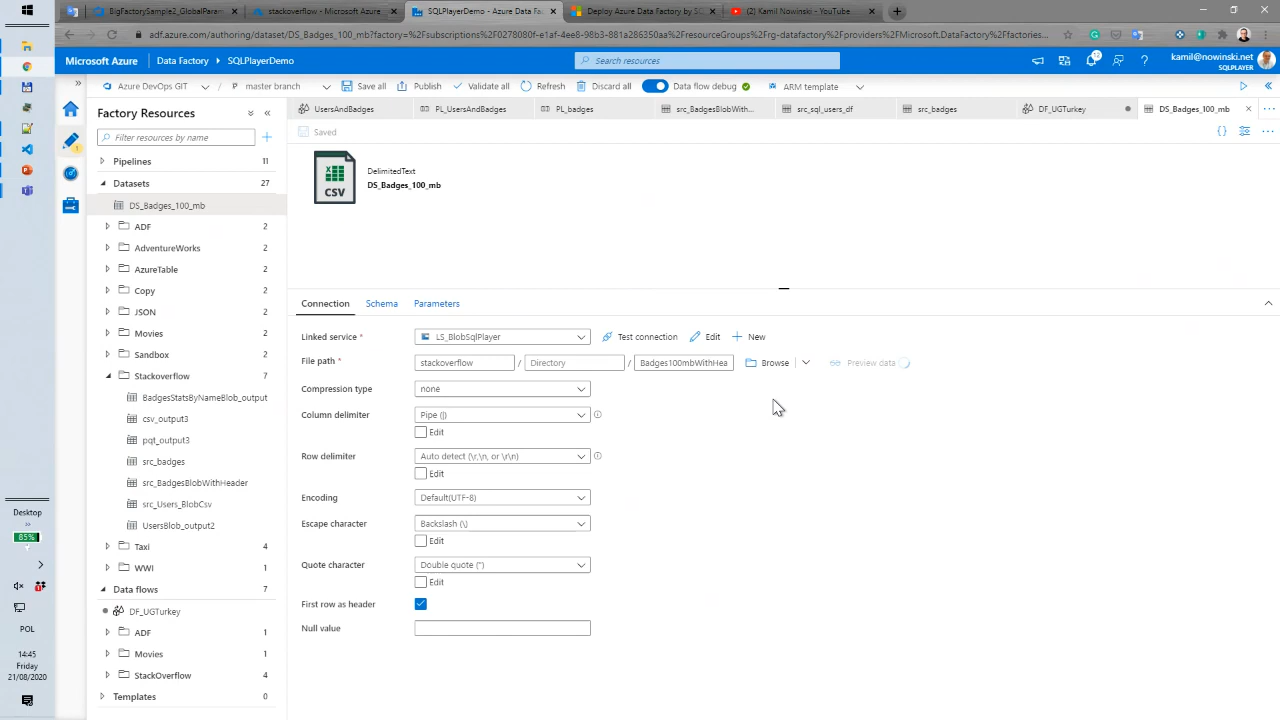 BigFactorySample2_GlobalParam
stackoverflow - Microsoft Azure
SQLPlayerDemo - Azure Data Fac
Deploy Azure Data Factory by SC
(1) Kamil Nowinski - YouTube
adf.azure.com/authoring/dataset/DS_Badges_100_mb?factory=%2Fsubscriptions%2F0278080f-e1af-4ee8-98b3-881a286350aa%2FresourceGroups%2Frg-datafactory%2Fproviders%2FMicrosoft.DataFactory%2Ffactories...
Microsoft Azure
Data Factory
SQLPlayerDemo
Search resources
12
kamil@nowinski.net
SQLPLAYER
Azure DevOps GIT
master branch
Save all
Publish
Validate all
Refresh
Discard all
Data flow debug
ARM template
Factory Resources
UsersAndBadges
PL_UsersAndBadges
PL_badges
src_BadgesBlobWith...
src_sql_users_df
src_badges
DF_UGTurkey
DS_Badges_100_mb
Filter resources by name
Saved
Pipelines 11
Datasets 27
DS_Badges_100_mb
ADF 2
AdventureWorks 2
AzureTable 2
Copy 2
JSON 2
Movies 2
Sandbox 2
Stackoverflow 7
BadgesStatsByNameBlob_output
csv_output3
pqt_output3
src_badges
src_BadgesBlobWithHeader
src_Users_BlobCsv
UsersBlob_output2
Taxi 4
WWI 1
Data flows 7
DF_UGTurkey
ADF 1
Movies 1
StackOverflow 4
Templates 0
CSV
DelimitedText
DS_Badges_100_mb
Connection
Schema
Parameters
Linked service *
LS_BlobSqlPlayer
Test connection
Edit
New
File path *
stackoverflow / Directory / Badges100mbWithHea
Browse
Preview data
Compression type
none
Column delimiter
Pipe (|)
Edit
Row delimiter
Auto detect (\r,\n, or \r\n)
Edit
Encoding
Default(UTF-8)
Escape character
Backslash (\)
Edit
Quote character
Double quote (")
Edit
First row as header
Null value
Desktop
85%
POL
14:45
Friday
21/08/2020